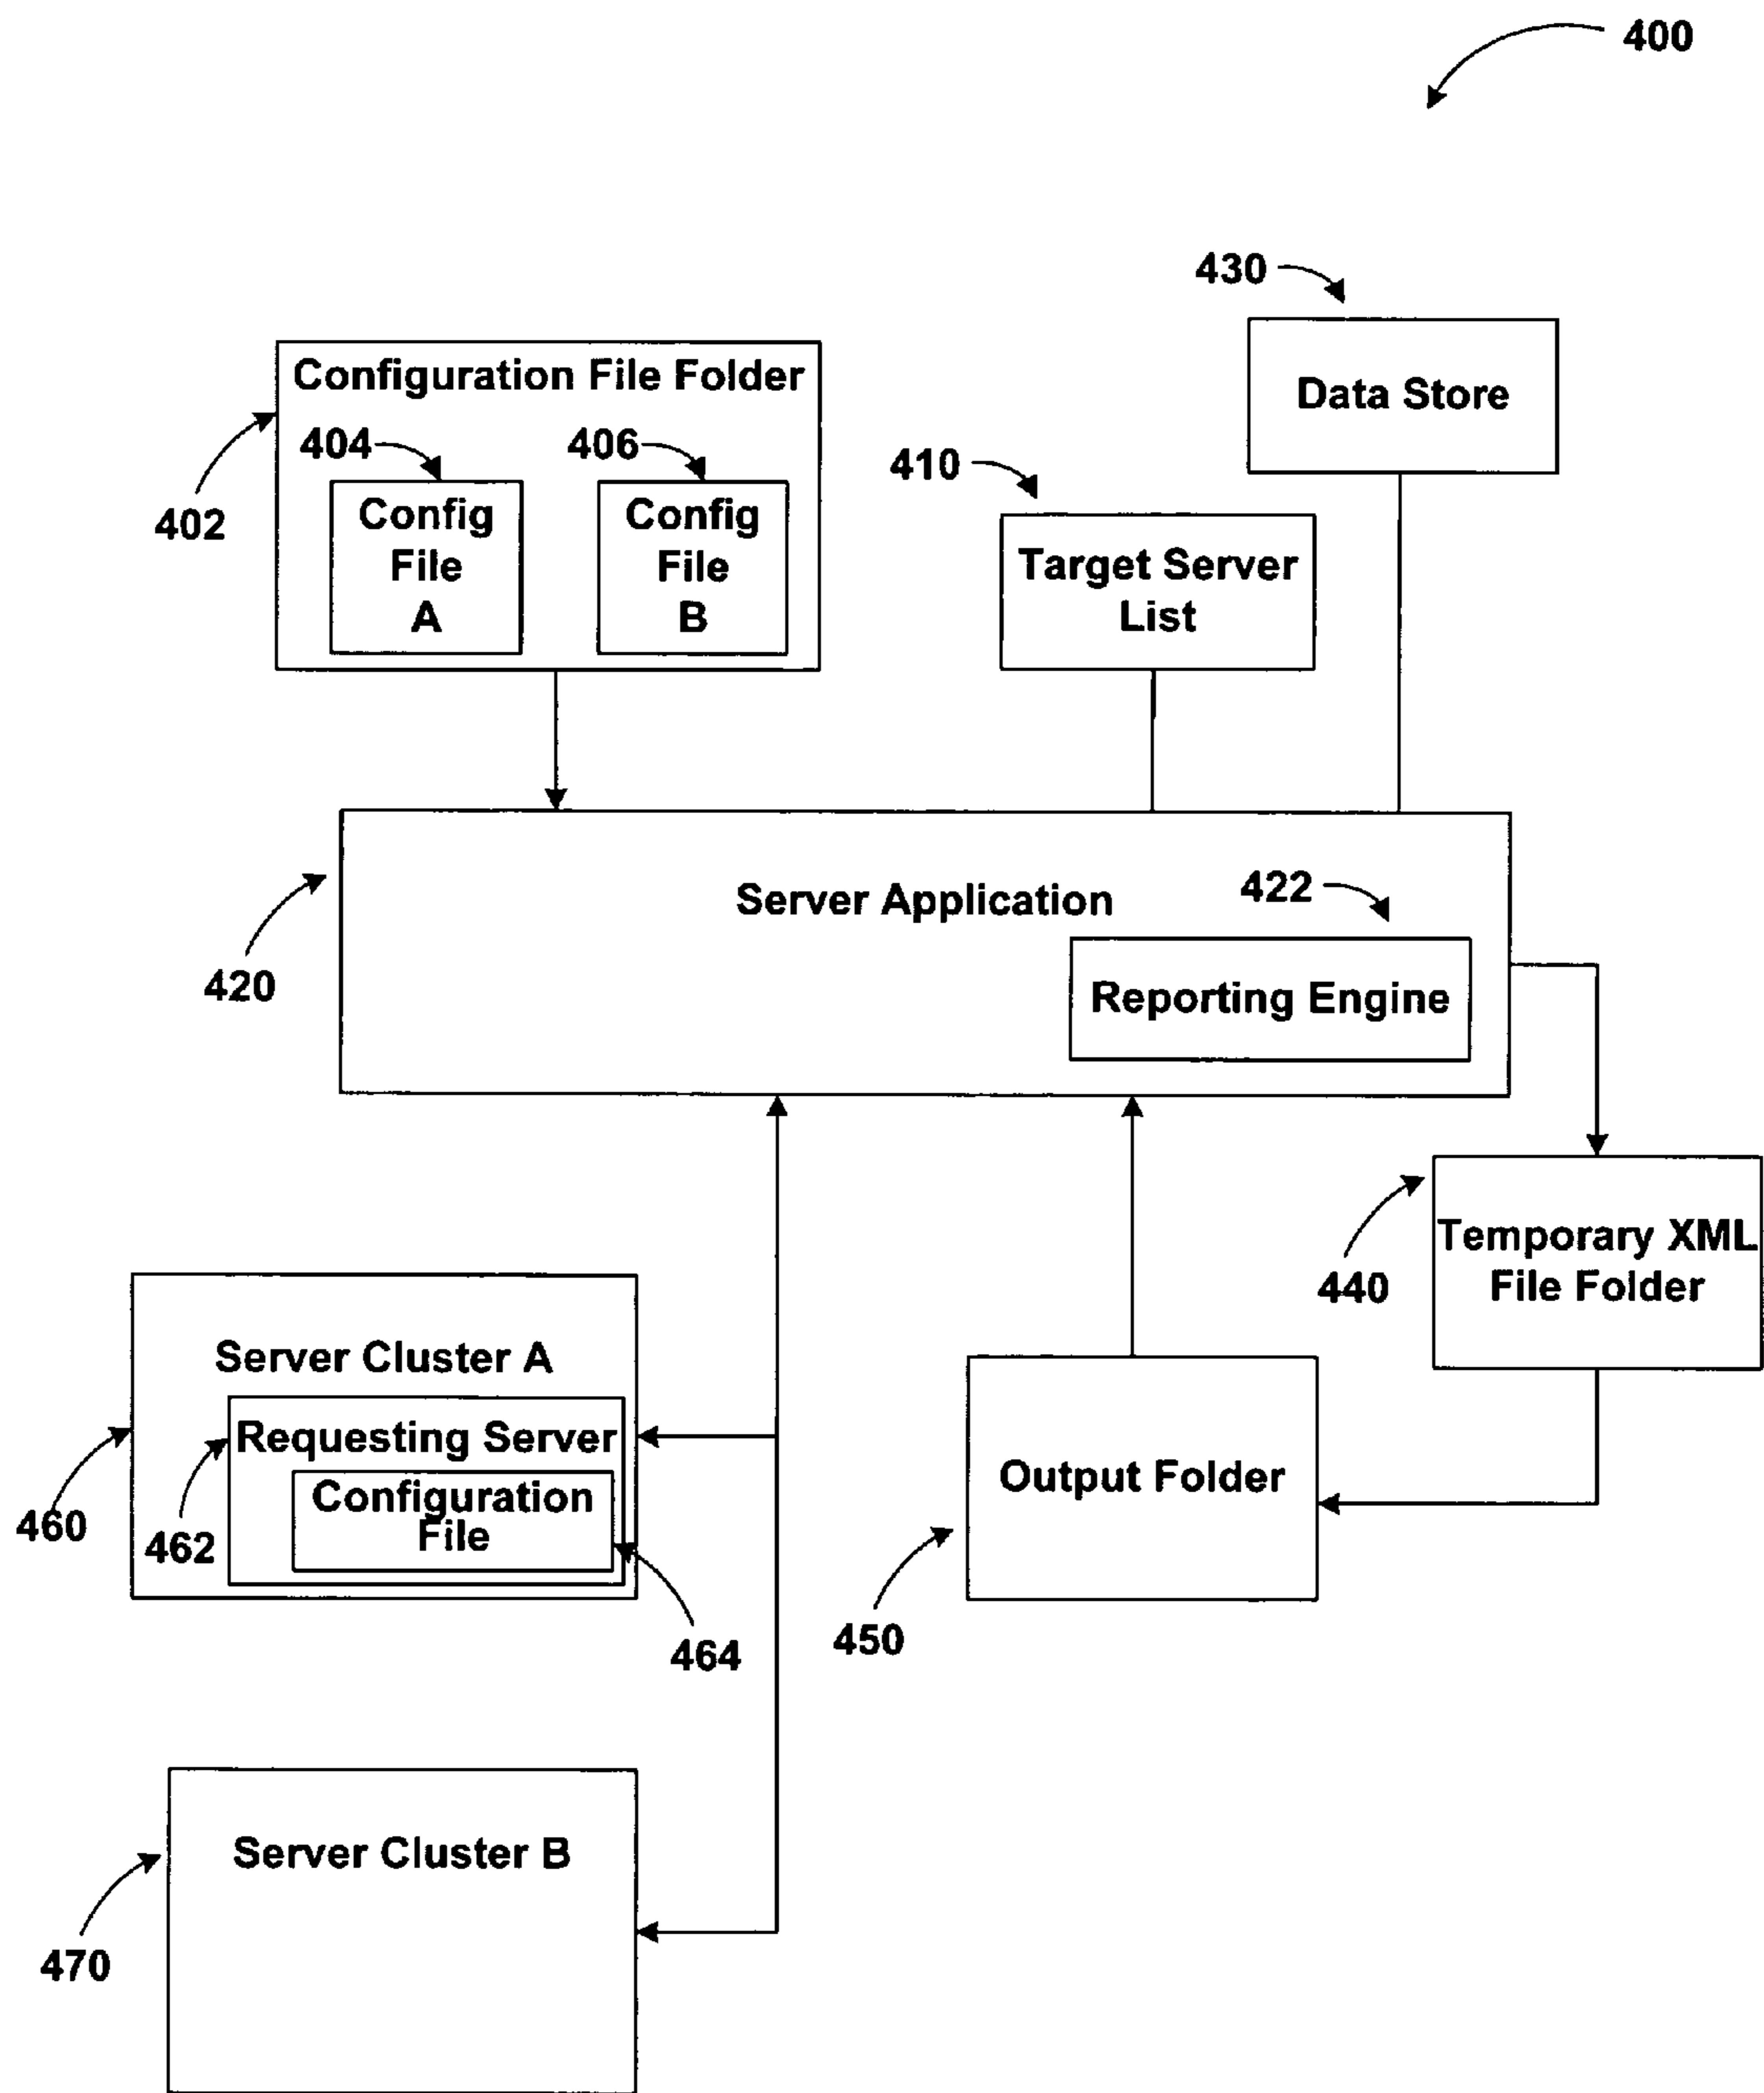 400
430
Data Store
Configuration File Folder
404
406
402
Config
File
A
Config
File
B
410
Target Server
List
Server Application
422
420
Reporting Engine
440
Temporary XML
File Folder
Server Cluster A
Requesting Server
Configuration
File
460
462
464
Output Folder
450
Server Cluster B
470